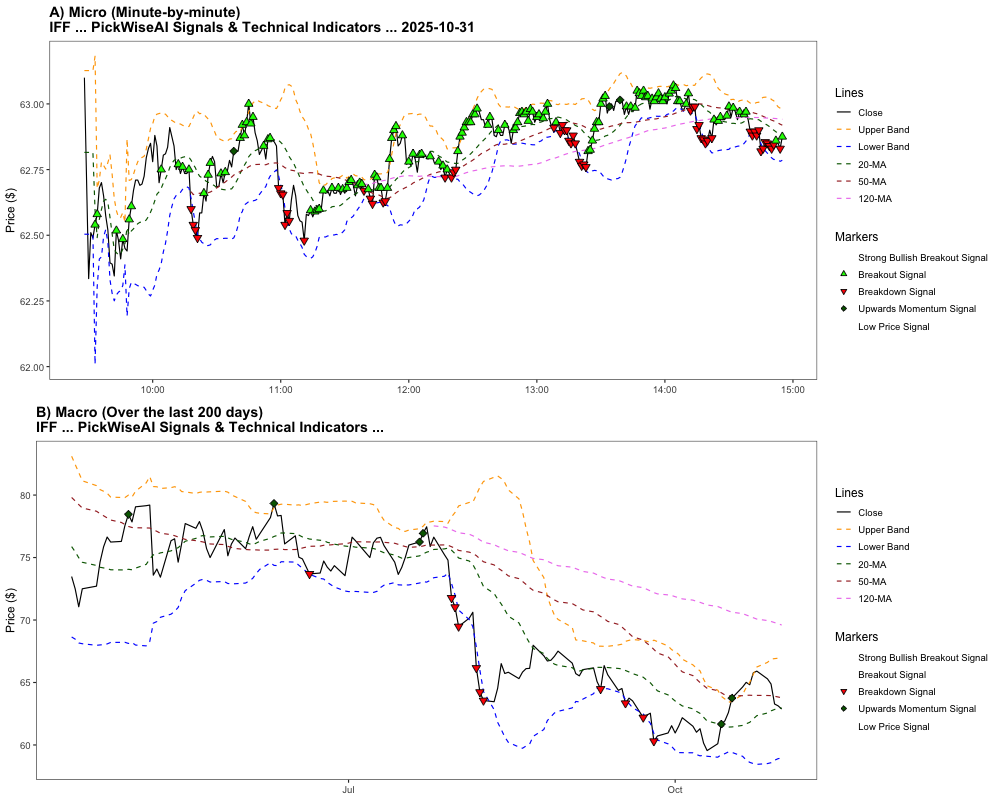 A) Micro (Minute-by-minute)
IFF ... PickWiseAI Signals & Technical Indicators ... 2025-10-31
Price ($)
63.00
62.75
62.50
62.25
62.00
10:00 11:00 12:00 13:00 14:00 15:00
Lines
Close
Upper Band
Lower Band
20-MA
50-MA
120-MA
Markers
Strong Bullish Breakout Signal
Breakout Signal
Breakdown Signal
Upwards Momentum Signal
Low Price Signal
B) Macro (Over the last 200 days)
IFF ... PickWiseAI Signals & Technical Indicators ...
Price ($)
80
75
70
65
60
Jul Oct
Lines
Close
Upper Band
Lower Band
20-MA
50-MA
120-MA
Markers
Strong Bullish Breakout Signal
Breakout Signal
Breakdown Signal
Upwards Momentum Signal
Low Price Signal